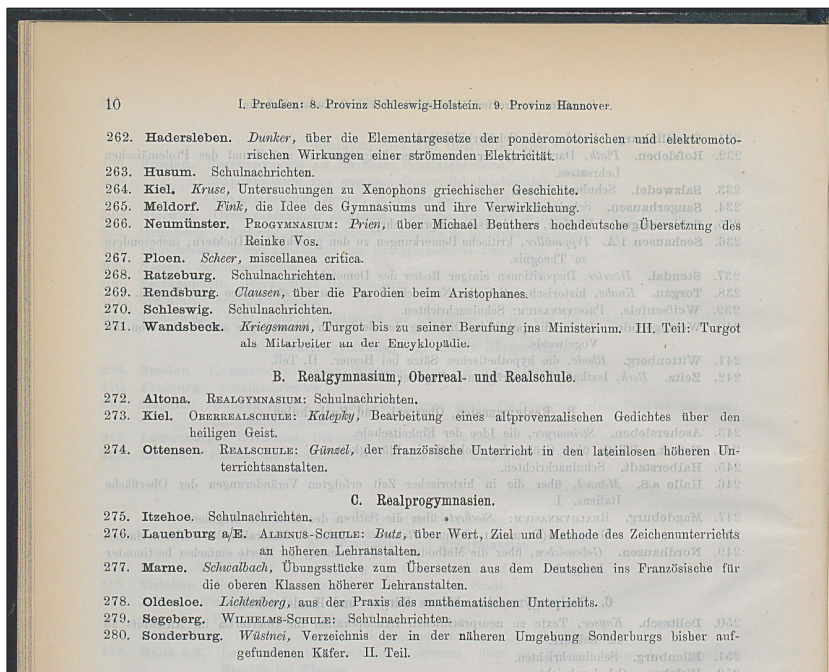 10 I. Preußen: 8. Provinz Schleswig-Holstein. 9. Provinz Hannover.
262. Hadersleben. Dunker, über die Elementargesetze der ponderomotorischen und elektromoto-
rischen Wirkungen einer strömenden Elektricität.
263. Husum. Schulnachrichten.
264. Kiel. Kruse, Untersuchungen zu Xenophons griechischer Geschichte.
265. Meldorf. Fink, die Idee des Gymnasiums und ihre Verwirklichung.
266. Neumünster. PROGYMNASIUM: Prien, über Michael Beuthers hochdeutsche Übersetzung des
Reinke Vos.
267. Ploen. Scheer, miscellanea critica.
268. Ratzeburg. Schulnachrichten.
269. Rendsburg. Clausen, über die Parodien beim Aristophanes.
270. Schleswig. Schulnachrichten.
271. Wandsbeck. Kriegsmann, Turgot bis zu seiner Berufung ins Ministerium. III. Teil: Turgot
als Mitarbeiter an der Encyklopädie.
B. Realgymnasium, Oberreal- und Realschule.
272. Altona. REALGYMNASIUM: Schulnachrichten.
273. Kiel. OBERREALSCHULE: Kalepky, Bearbeitung eines altprovenzalischen Gedichtes über den
heiligen Geist.
274. Ottensen. REALSCHULE: Günzel, der französische Unterricht in den lateinlosen höheren Un-
terrichtsanstalten.
C. Realprogymnasien.
275. Itzehoe. Schulnachrichten.
276. Lauenburg a/E. ALBINUS-SCHULE: Butz, über Wert, Ziel und Methode des Zeichenunterrichts
an höheren Lehranstalten.
277. Marne. Schwalbach, Übungsstücke zum Übersetzen aus dem Deutschen ins Französische für
die oberen Klassen höherer Lehranstalten.
278. Oldesloe. Lichtenberg, aus der Praxis des mathematischen Unterrichts.
279. Segeberg. WILHELMS-SCHULE: Schulnachrichten.
280. Sonderburg. Wüstnei, Verzeichnis der in der näheren Umgebung Sonderburgs bisher auf-
gefundenen Käfer. II. Teil.